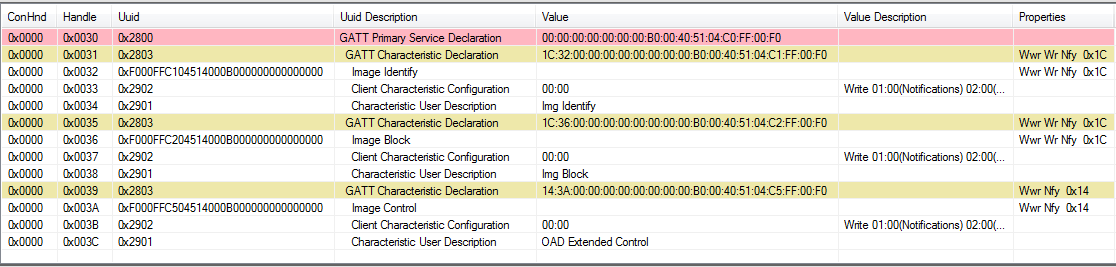 ConHnd Handle Uuid Uuid Description Value Value Description Properties
0x0000 0x0030 0x2800 GATT Primary Service Declaration 00:00:00:00:00:00:00:B0:00:40:51:04:C0:FF:00:F0
0x0000 0x0031 0x2803 GATT Characteristic Declaration 1C:32:00:00:00:00:00:00:00:00:B0:00:40:51:04:C1:FF:00:F0 Wwr Wr Nfy 0x1C
0x0000 0x0032 0xF000FFC104514000B000000000000000 Image Identify Wwr Wr Nfy 0x1C
0x0000 0x0033 0x2902 Client Characteristic Configuration 00:00 Write 01:00(Notifications) 02:00(...
0x0000 0x0034 0x2901 Characteristic User Description Img Identify
0x0000 0x0035 0x2803 GATT Characteristic Declaration 1C:36:00:00:00:00:00:00:00:00:B0:00:40:51:04:C2:FF:00:F0 Wwr Wr Nfy 0x1C
0x0000 0x0036 0xF000FFC204514000B000000000000000 Image Block Wwr Wr Nfy 0x1C
0x0000 0x0037 0x2902 Client Characteristic Configuration 00:00 Write 01:00(Notifications) 02:00(...
0x0000 0x0038 0x2901 Characteristic User Description Img Block
0x0000 0x0039 0x2803 GATT Characteristic Declaration 14:3A:00:00:00:00:00:00:00:00:B0:00:40:51:04:C5:FF:00:F0 Wwr Nfy 0x14
0x0000 0x003A 0xF000FFC504514000B000000000000000 Image Control Wwr Nfy 0x14
0x0000 0x003B 0x2902 Client Characteristic Configuration 00:00 Write 01:00(Notifications) 02:00(...
0x0000 0x003C 0x2901 Characteristic User Description OAD Extended Control